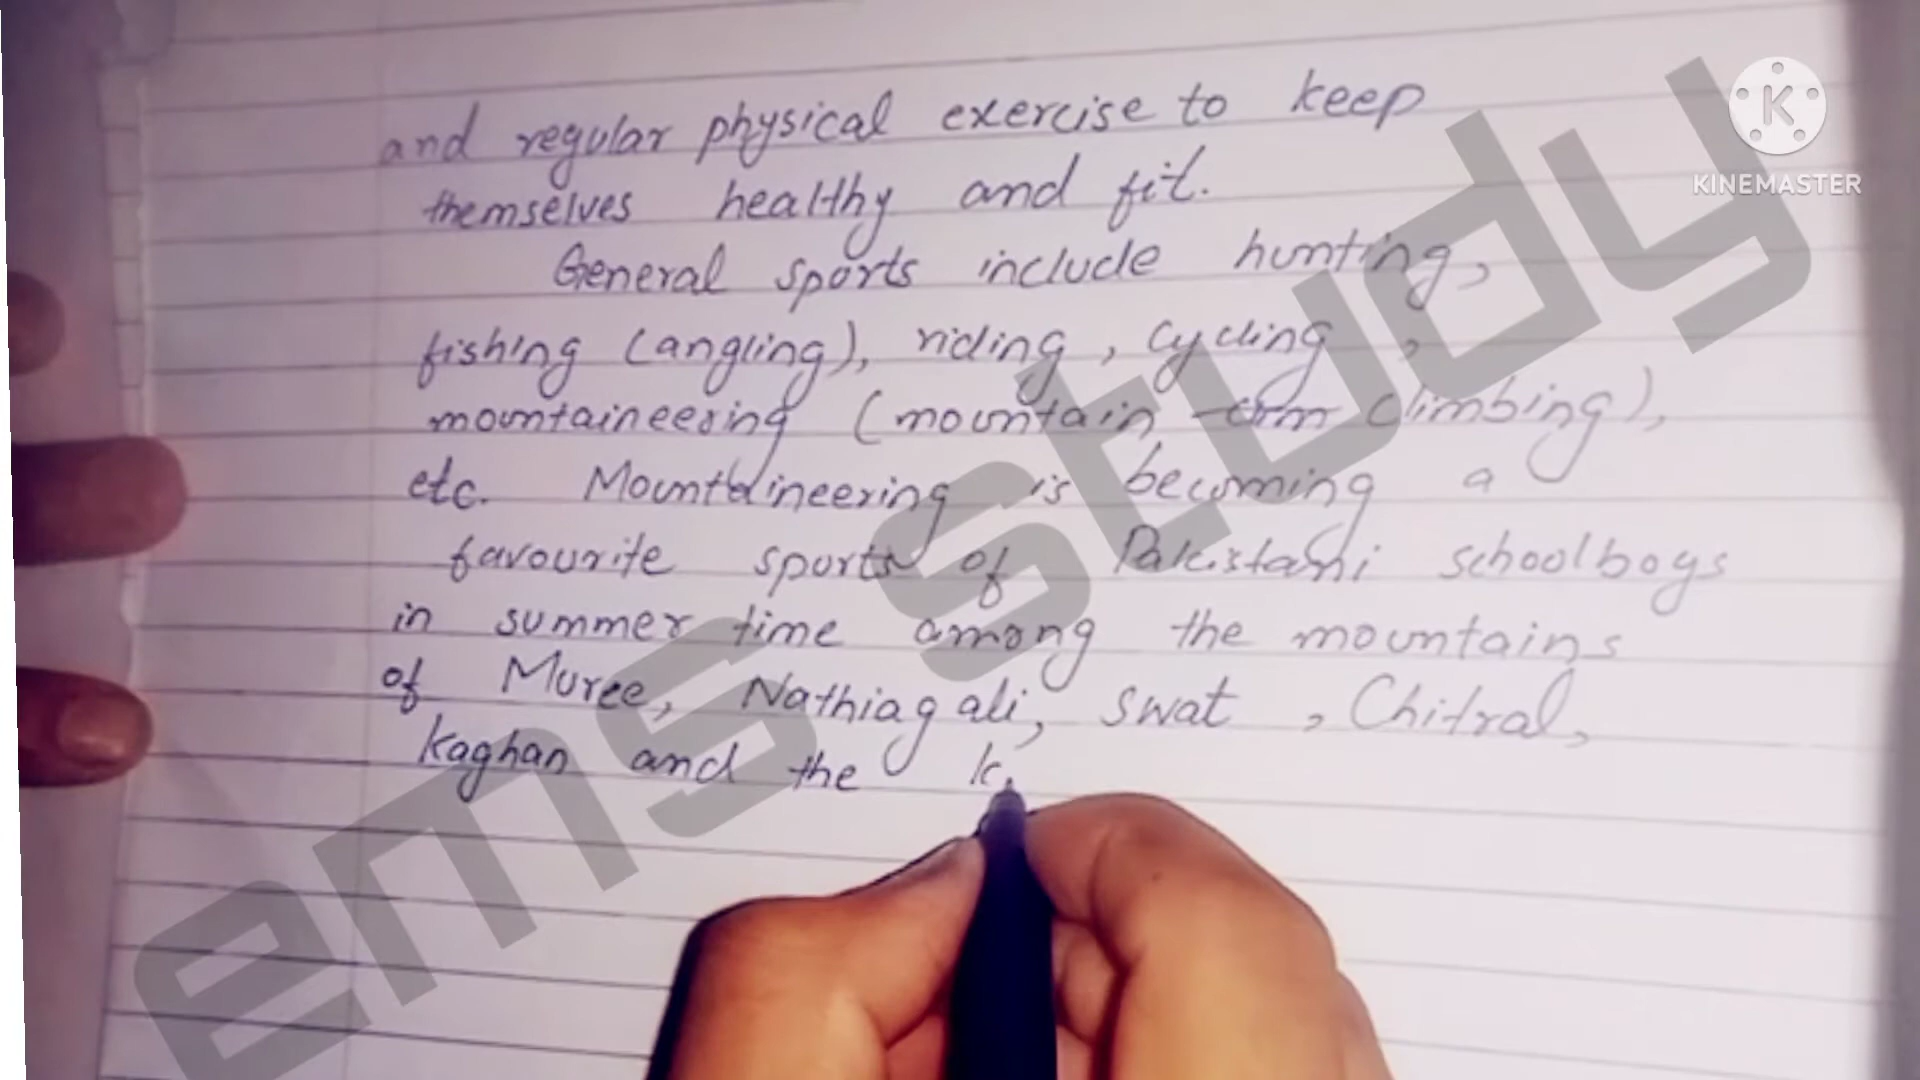 and regular physical exercise to keep
themselves healthy and fit.
General sports include hunting,
fishing (angling), riding, cycling,
mountaineering (mountain climbing),
etc. Mountaineering is becoming a
favourite sports of Pakistani schoolboys
in summer time among the mountains
of Muree, Nathiagali, swat, Chitral,
Kaghan and the k
K
KINEMASTER
ems study